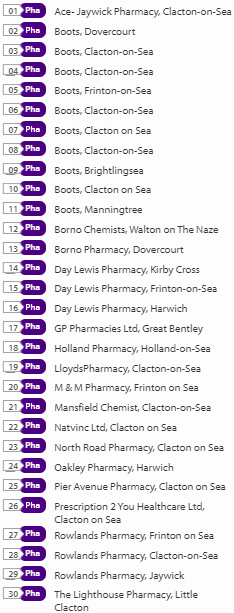 01 Pha Ace- Jaywick Pharmacy, Clacton-on-Sea
02 Pha Boots, Dovercourt
03 Pha Boots, Clacton-on-Sea
04 Pha Boots, Clacton-on-Sea
05 Pha Boots, Frinton-on-Sea
06 Pha Boots, Clacton-on-Sea
07 Pha Boots, Clacton on Sea
08 Pha Boots, Clacton-on-Sea
09 Pha Boots, Brightlingsea
10 Pha Boots, Clacton on Sea
11 Pha Boots, Manningtree
12 Pha Borno Chemists, Walton on The Naze
13 Pha Borno Pharmacy, Dovercourt
14 Pha Day Lewis Pharmacy, Kirby Cross
15 Pha Day Lewis Pharmacy, Frinton-on-Sea
16 Pha Day Lewis Pharmacy, Harwich
17 Pha GP Pharmacies Ltd, Great Bentley
18 Pha Holland Pharmacy, Holland-on-Sea
19 Pha LloydsPharmacy, Clacton-on-Sea
20 Pha M & M Pharmacy, Frinton on Sea
21 Pha Mansfield Chemist, Clacton-on-Sea
22 Pha Natvinc Ltd, Clacton on Sea
23 Pha North Road Pharmacy, Clacton on Sea
24 Pha Oakley Pharmacy, Harwich
25 Pha Pier Avenue Pharmacy, Clacton on Sea
26 Pha Prescription 2 You Healthcare Ltd,
Clacton on Sea
27 Pha Rowlands Pharmacy, Frinton on Sea
28 Pha Rowlands Pharmacy, Clacton-on-Sea
29 Pha Rowlands Pharmacy, Jaywick
30 Pha The Lighthouse Pharmacy, Little
Clacton